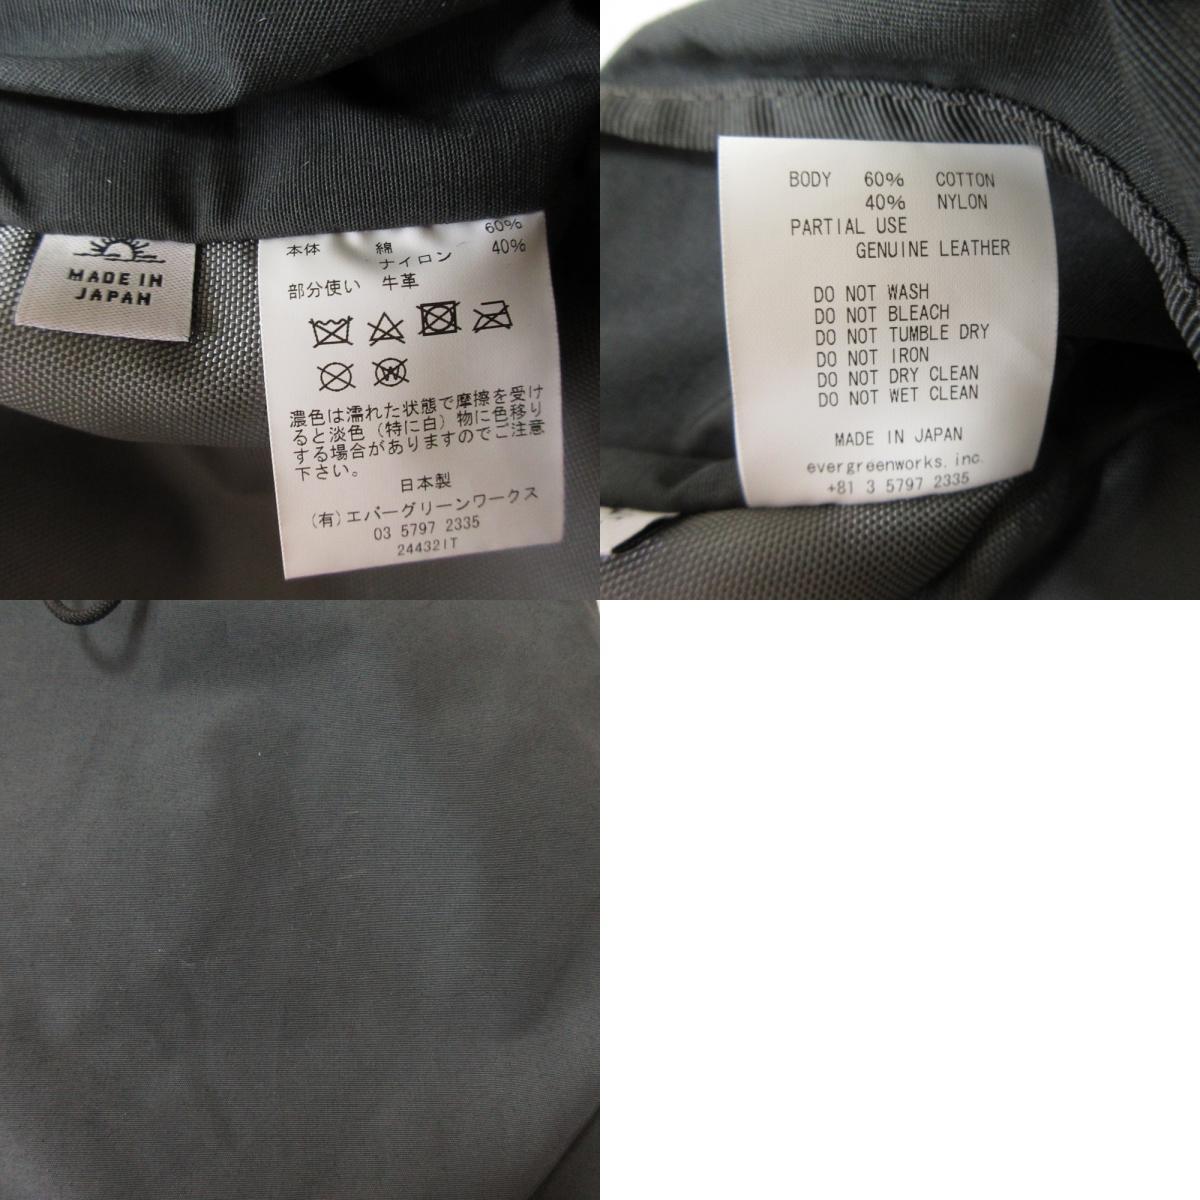 MADE IN
JAPAN
本体 綿 60%
ナイロン 40%
部分使い 牛革
W
濃色は濡れた状態で摩擦を受け
ると淡色（特に白）物に色移り
する場合がありますのでご注意
下さい。
日本製
(有)エバーグリーンワークス
03 5797 2335
24432IT
BODY 60% COTTON
40% NYLON
PARTIAL USE
GENUINE LEATHER
DO NOT WASH
DO NOT BLEACH
DO NOT TUMBLE DRY
DO NOT IRON
DO NOT DRY CLEAN
DO NOT WET CLEAN
MADE IN JAPAN
evergreenworks. inc.
+81 3 5797 2335